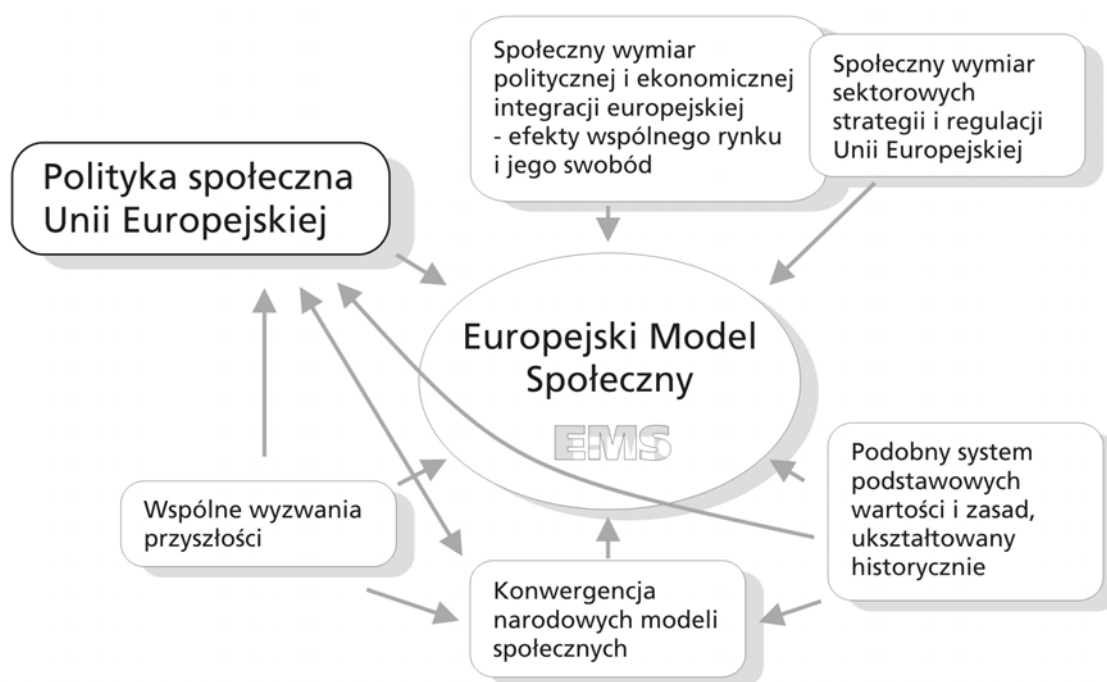 Społeczny wymiar
politycznej i ekonomicznej
integracji europejskiej
- efekty wspólnego rynku
i jego swobód
Społeczny wymiar
sektorowych
strategii i regulacji
Unii Europejskiej
Polityka społeczna
Unii Europejskiej
Europejski Model
Społeczny
EMS
Wspólne wyzwania
przyszłości
Konwergencja
narodowych modeli
społecznych
Podobny system
podstawowych
wartości i zasad,
ukształtowany
historycznie